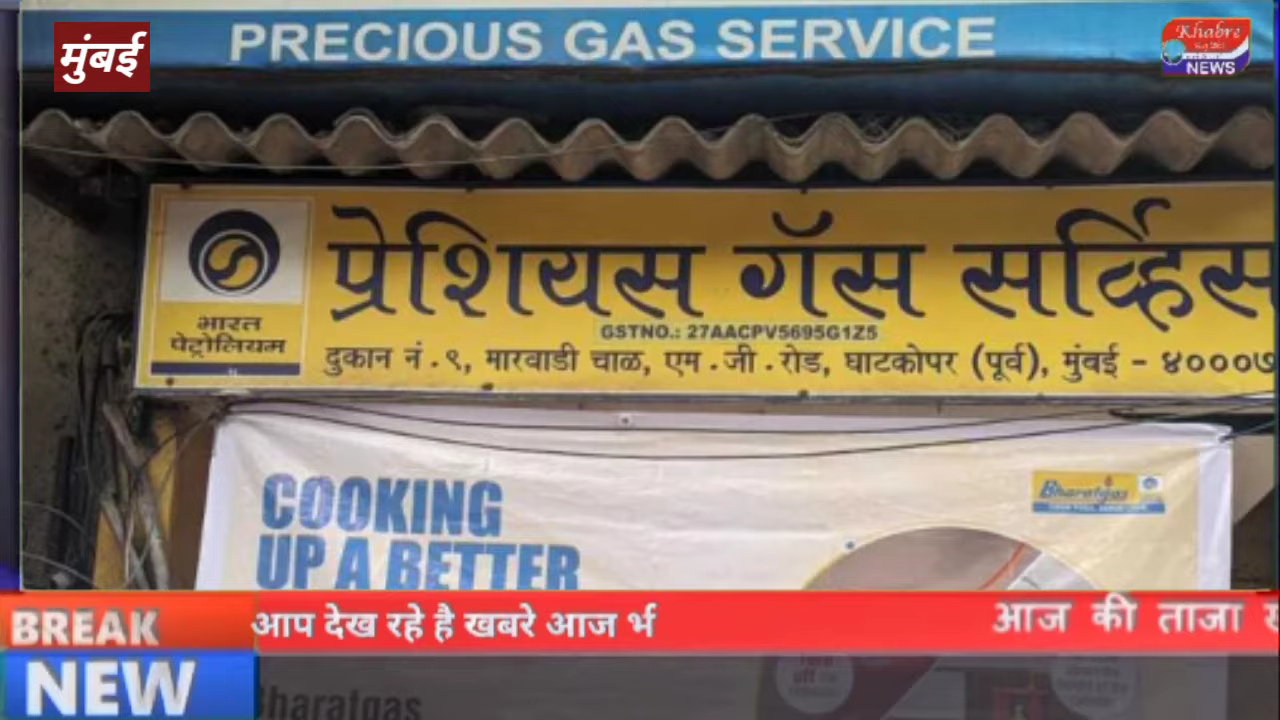 PRECIOUS GAS SERVICE
मुंबई
Khabre
NEWS
प्रेशियस गॅस सर्व्हिस
भारत
पेट्रोलियम
GSTNO.: 27AACPV5695G1Z5
दुकान नं . ९, मारवाडी चाळ, एम . जी . रोड, घाटकोपर (पूर्व), मुंबई - ४०००७
COOKING
UP A BETTER
Bharatgas
BREAK
आप देख रहे है खबरे आज र्भ
आज की ताजा
NEW
Bharatgas